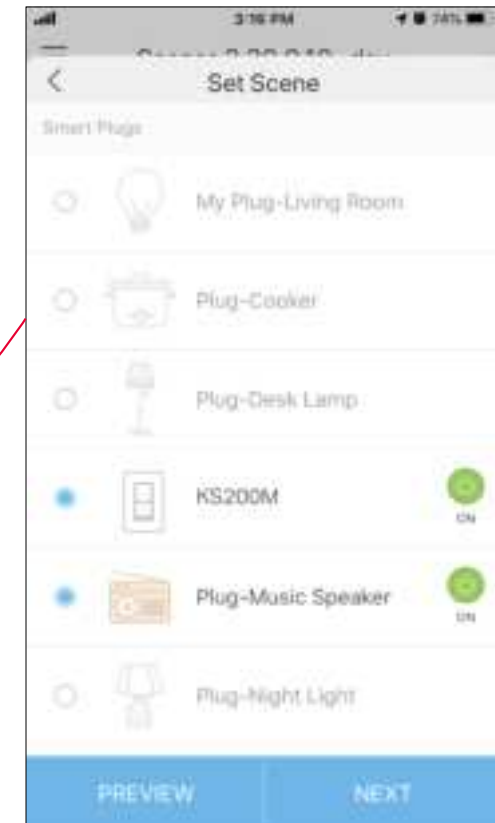 3:16 PM 74%
Set Scene
Smart Plugs
My Plug-Living Room
Plug-Cooker
Plug-Desk Lamp
KS200M
ON
Plug-Music Speaker
ON
Plug-Night Light
PREVIEW NEXT